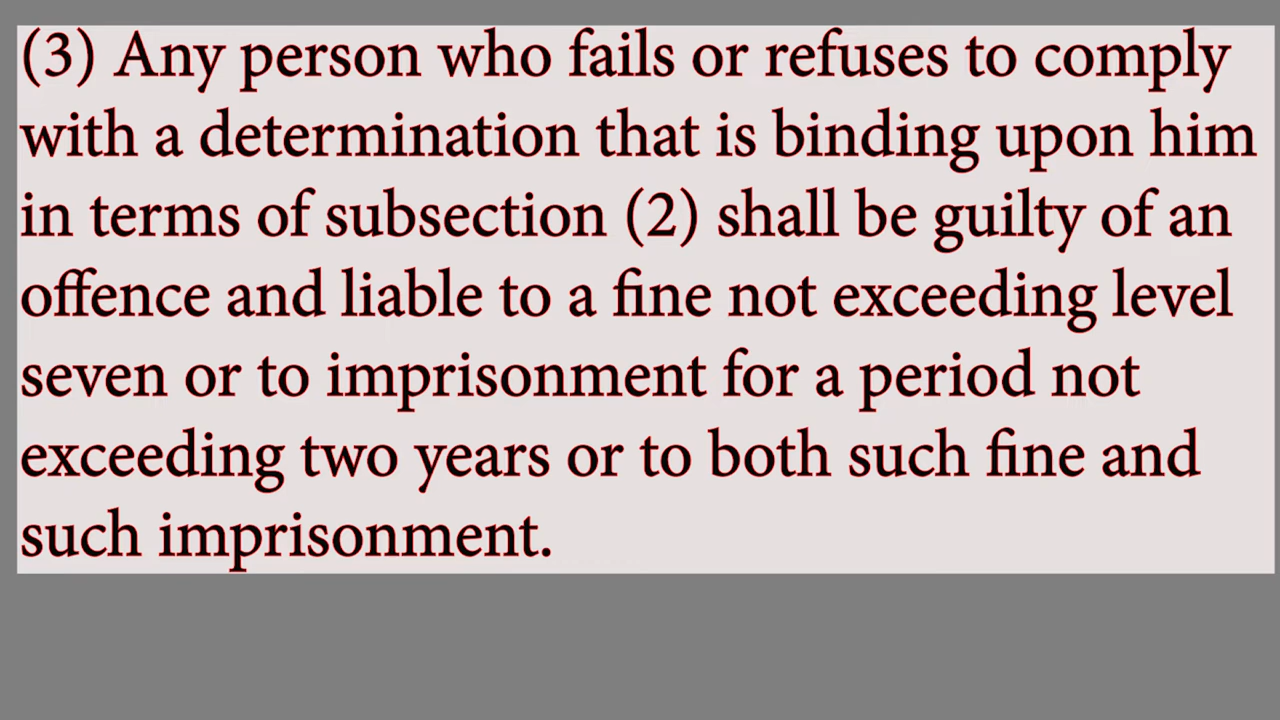 (3) Any person who fails or refuses to comply
with a determination that is binding upon him
in terms of subsection (2) shall be guilty of an
offence and liable to a fine not exceeding level
seven or to imprisonment for a period not
exceeding two years or to both such fine and
such imprisonment.